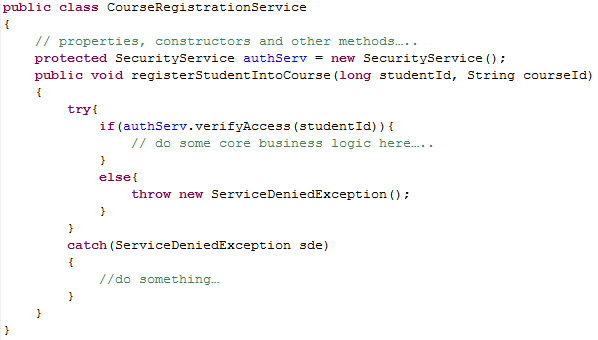 public class CourseRegistrationService
{
// properties, constructors and other methods…..
protected SecurityService authServ = new SecurityService();
public void registerStudentIntoCourse(long studentId, String courseId)
{
try{
if(authServ.verifyAccess(studentId)){
// do some core business logic here…..
}
else{
throw new ServiceDeniedException();
}
}
catch(ServiceDeniedException sde)
{
//do something…
}
}
}